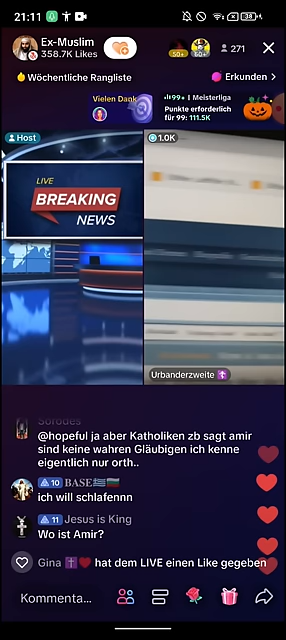 21:11
38
Ex-Muslim
358.7K Likes
50+
60+
271
Wöchentliche Rangliste
Erkunden >
Vielen Dank
99+ | Meisterliga
Punkte erforderlich
für 99: 111.5K
Host
1.0K
LIVE
BREAKING
NEWS
Urbanderzweite
@hopeful ja aber Katholiken zb sagt amir
sind keine wahren Gläubigen ich kenne
eigentlich nur orth..
10 BASE
ich will schlafennn
11 Jesus is King
Wo ist Amir?
Gina hat dem LIVE einen Like gegeben
Kommenta...